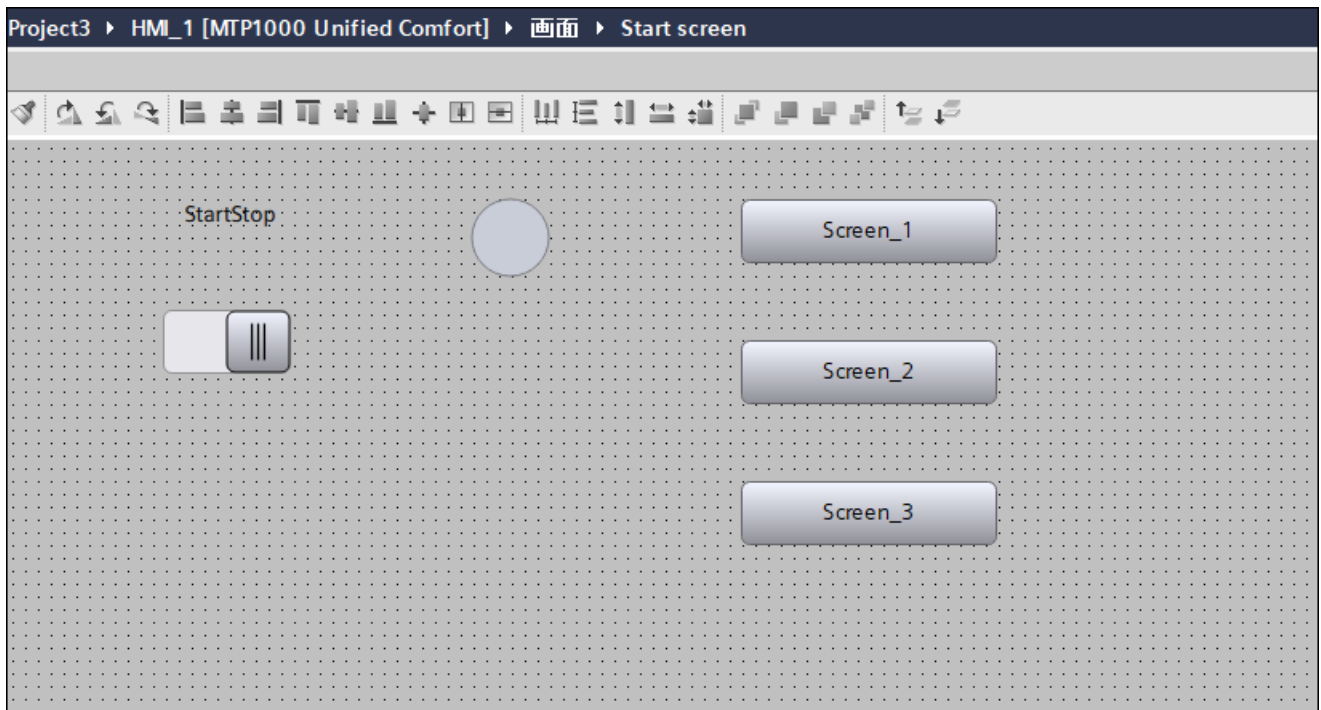 Project3 ▸ HMI_1 [MTP1000 Unified Comfort] ▸ 画面 ▸ Start screen
StartStop
Screen_1
Screen_2
Screen_3